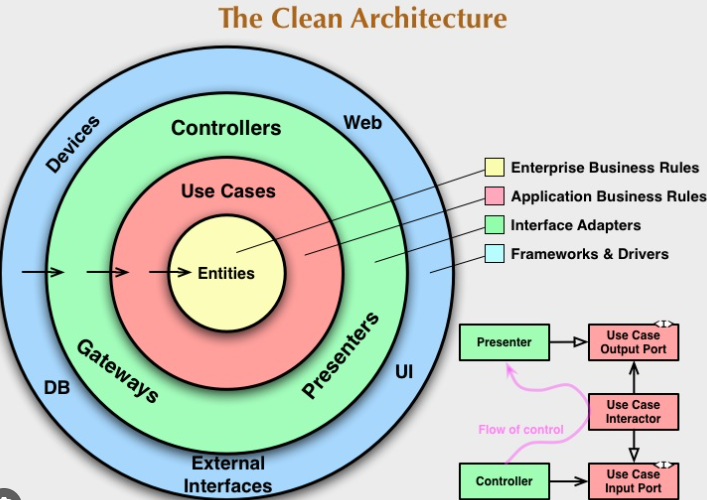 The Clean Architecture
Devices
Web
Controllers
Use Cases
Entities
Gateways
Presenters
DB
UI
External
Interfaces
Enterprise Business Rules
Application Business Rules
Interface Adapters
Frameworks & Drivers
Presenter
Use Case
Output Port
<I>
Flow of control
Use Case
Interactor
Controller
Use Case
Input Port
<I>